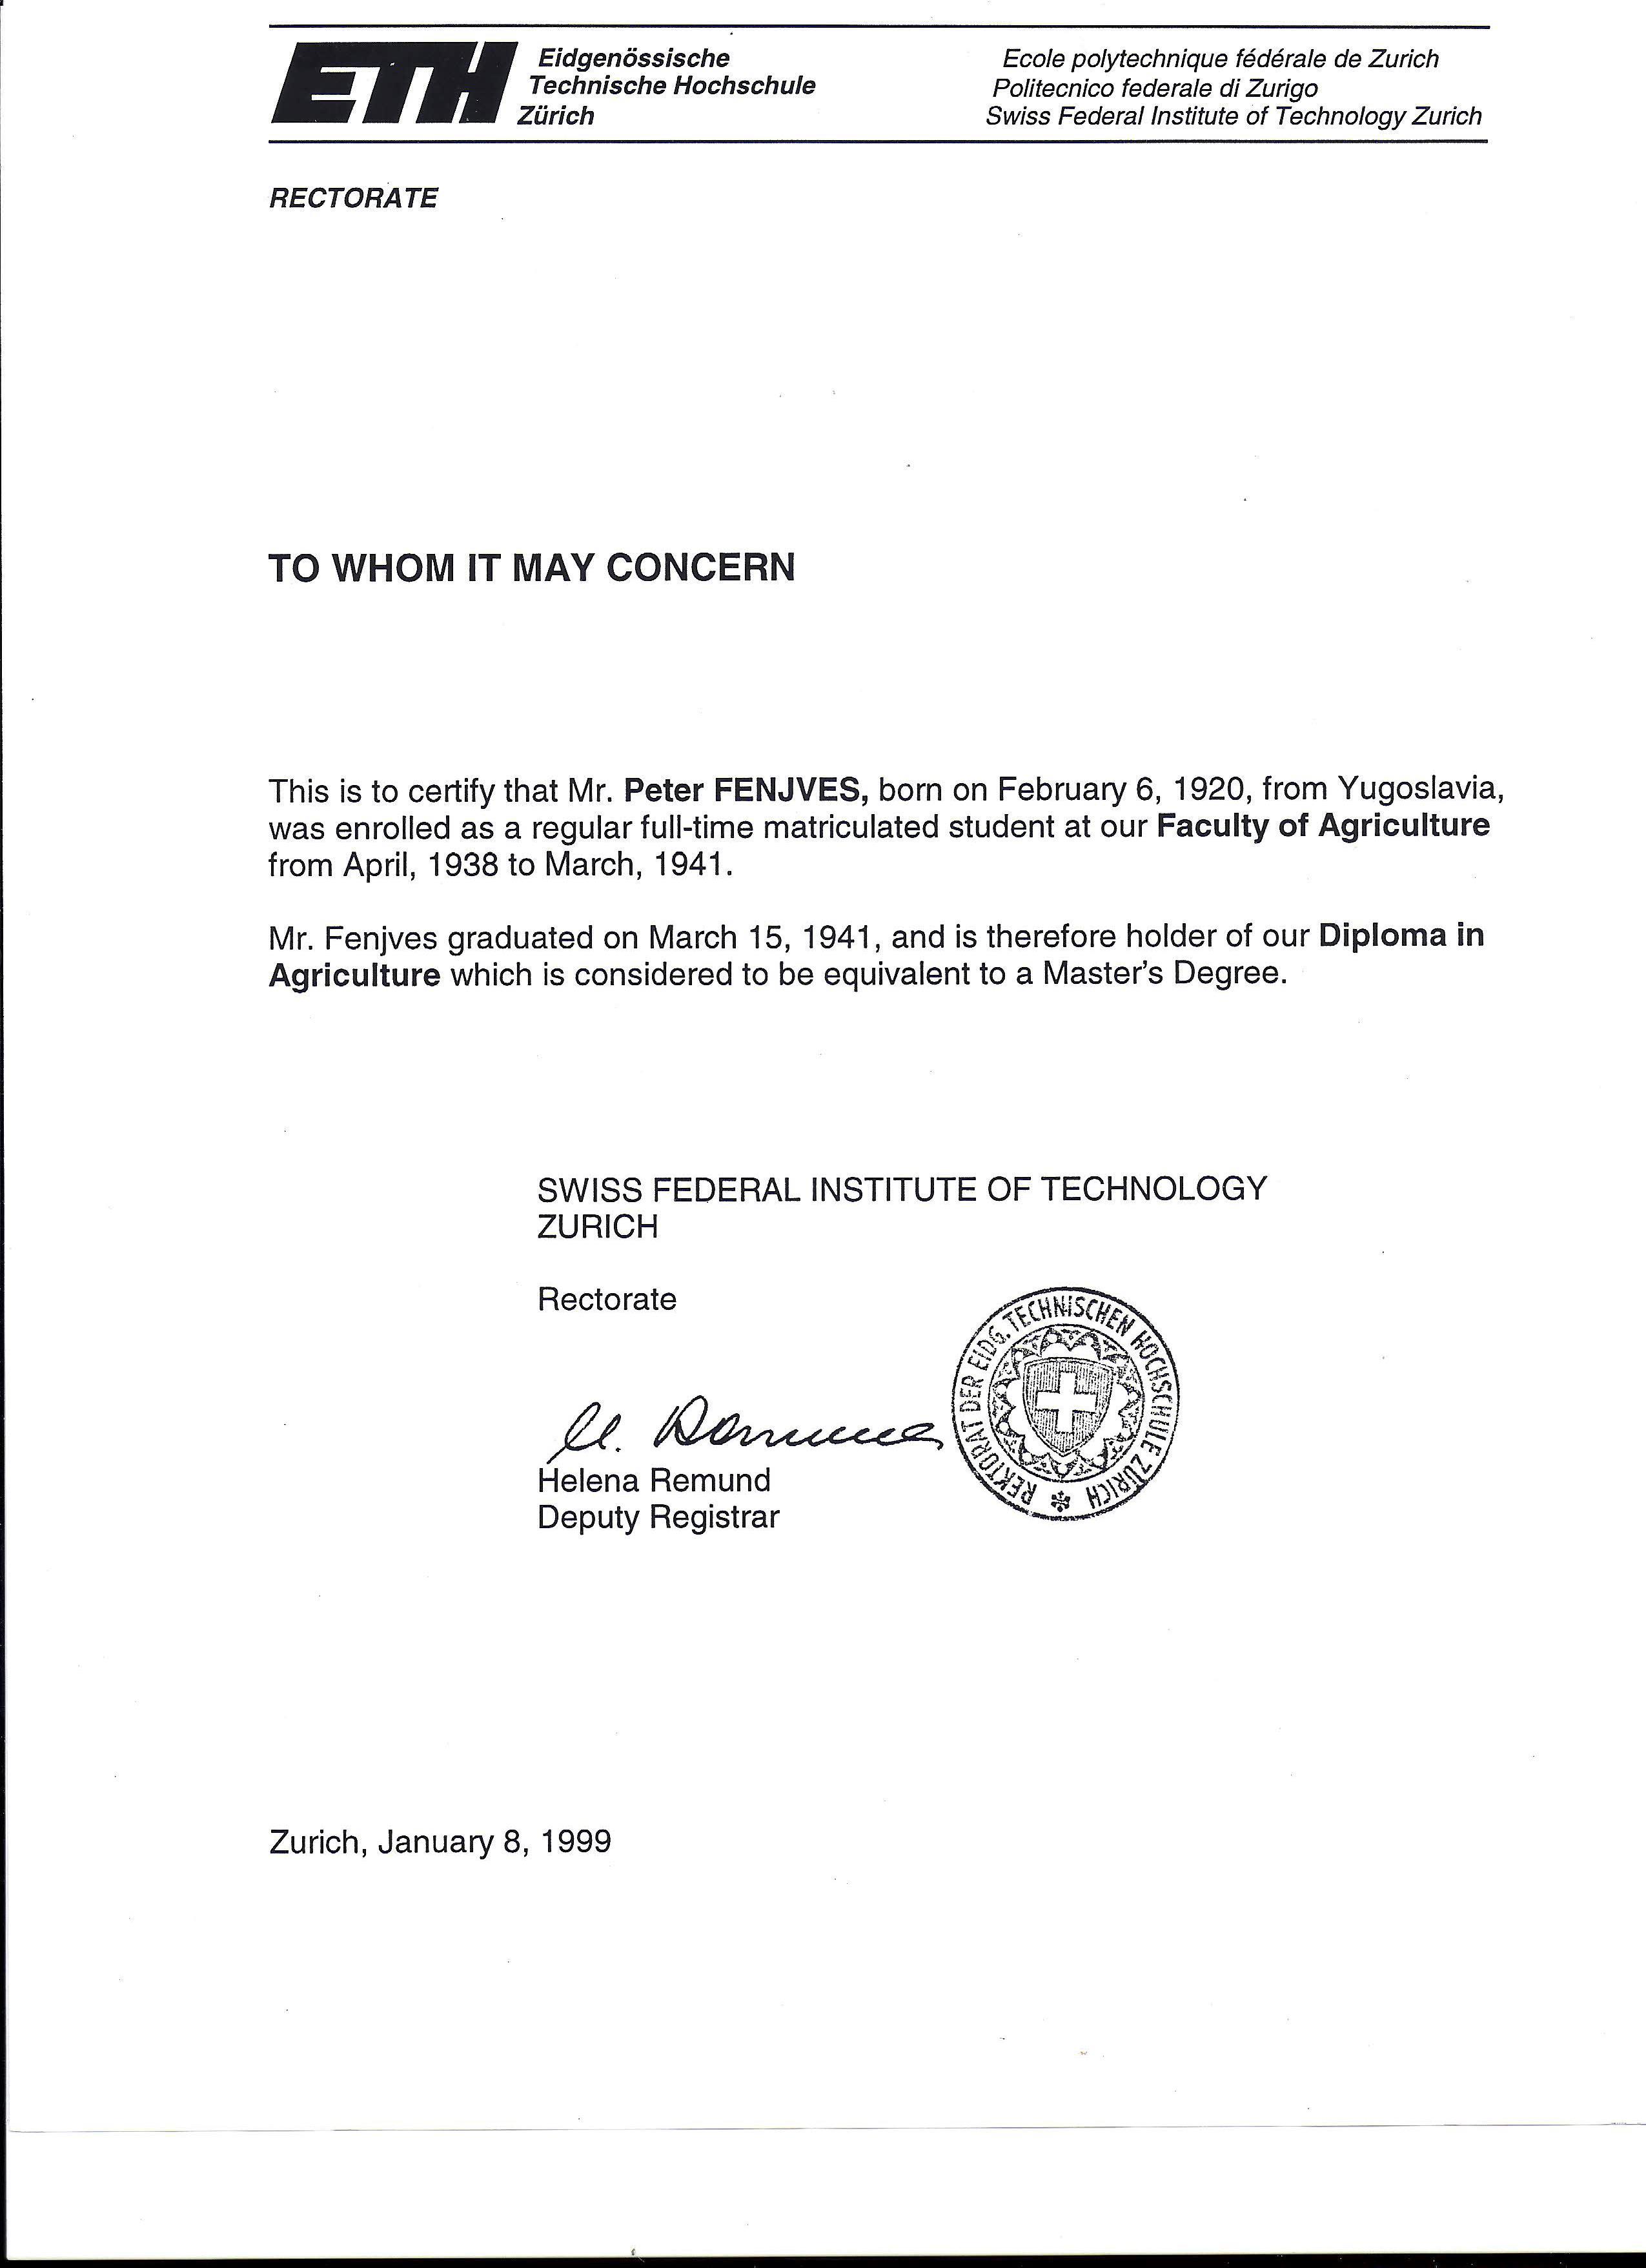 ETH
Eidgenössische
Technische Hochschule
Zürich
Ecole polytechnique fédérale de Zurich
Politecnico federale di Zurigo
Swiss Federal Institute of Technology Zurich
RECTORATE
TO WHOM IT MAY CONCERN
This is to certify that Mr. Peter FENJVES, born on February 6, 1920, from Yugoslavia,
was enrolled as a regular full-time matriculated student at our Faculty of Agriculture
from April, 1938 to March, 1941.
Mr. Fenjves graduated on March 15, 1941, and is therefore holder of our Diploma in
Agriculture which is considered to be equivalent to a Master's Degree.
SWISS FEDERAL INSTITUTE OF TECHNOLOGY
ZURICH
Rectorate
REKTORAT DER EIDG. TECHNISCHEN HOCHSCHULE ZÜRICH
Helena Remund
Deputy Registrar
Zurich, January 8, 1999